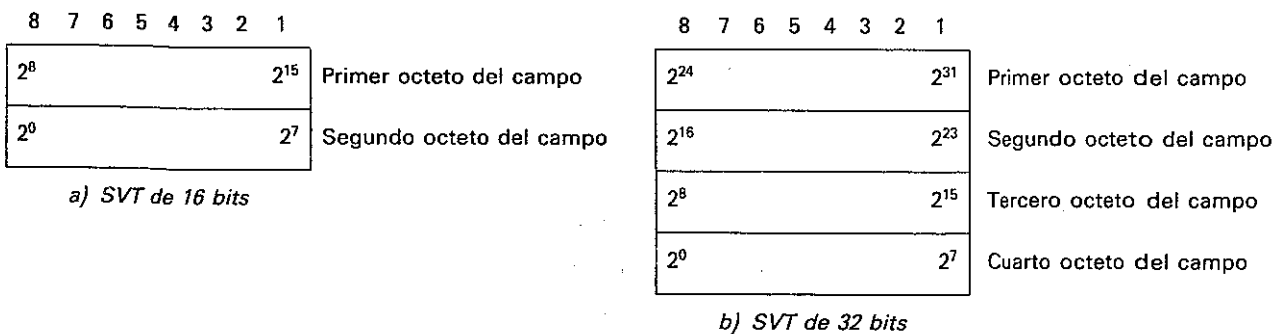 8 7 6 5 4 3 2 1
2⁸ 2¹⁵ Primer octeto del campo
2⁰ 2⁷ Segundo octeto del campo
a) SVT de 16 bits
8 7 6 5 4 3 2 1
2²⁴ 2³¹ Primer octeto del campo
2¹⁶ 2²³ Segundo octeto del campo
2⁸ 2¹⁵ Tercero octeto del campo
2⁰ 2⁷ Cuarto octeto del campo
b) SVT de 32 bits